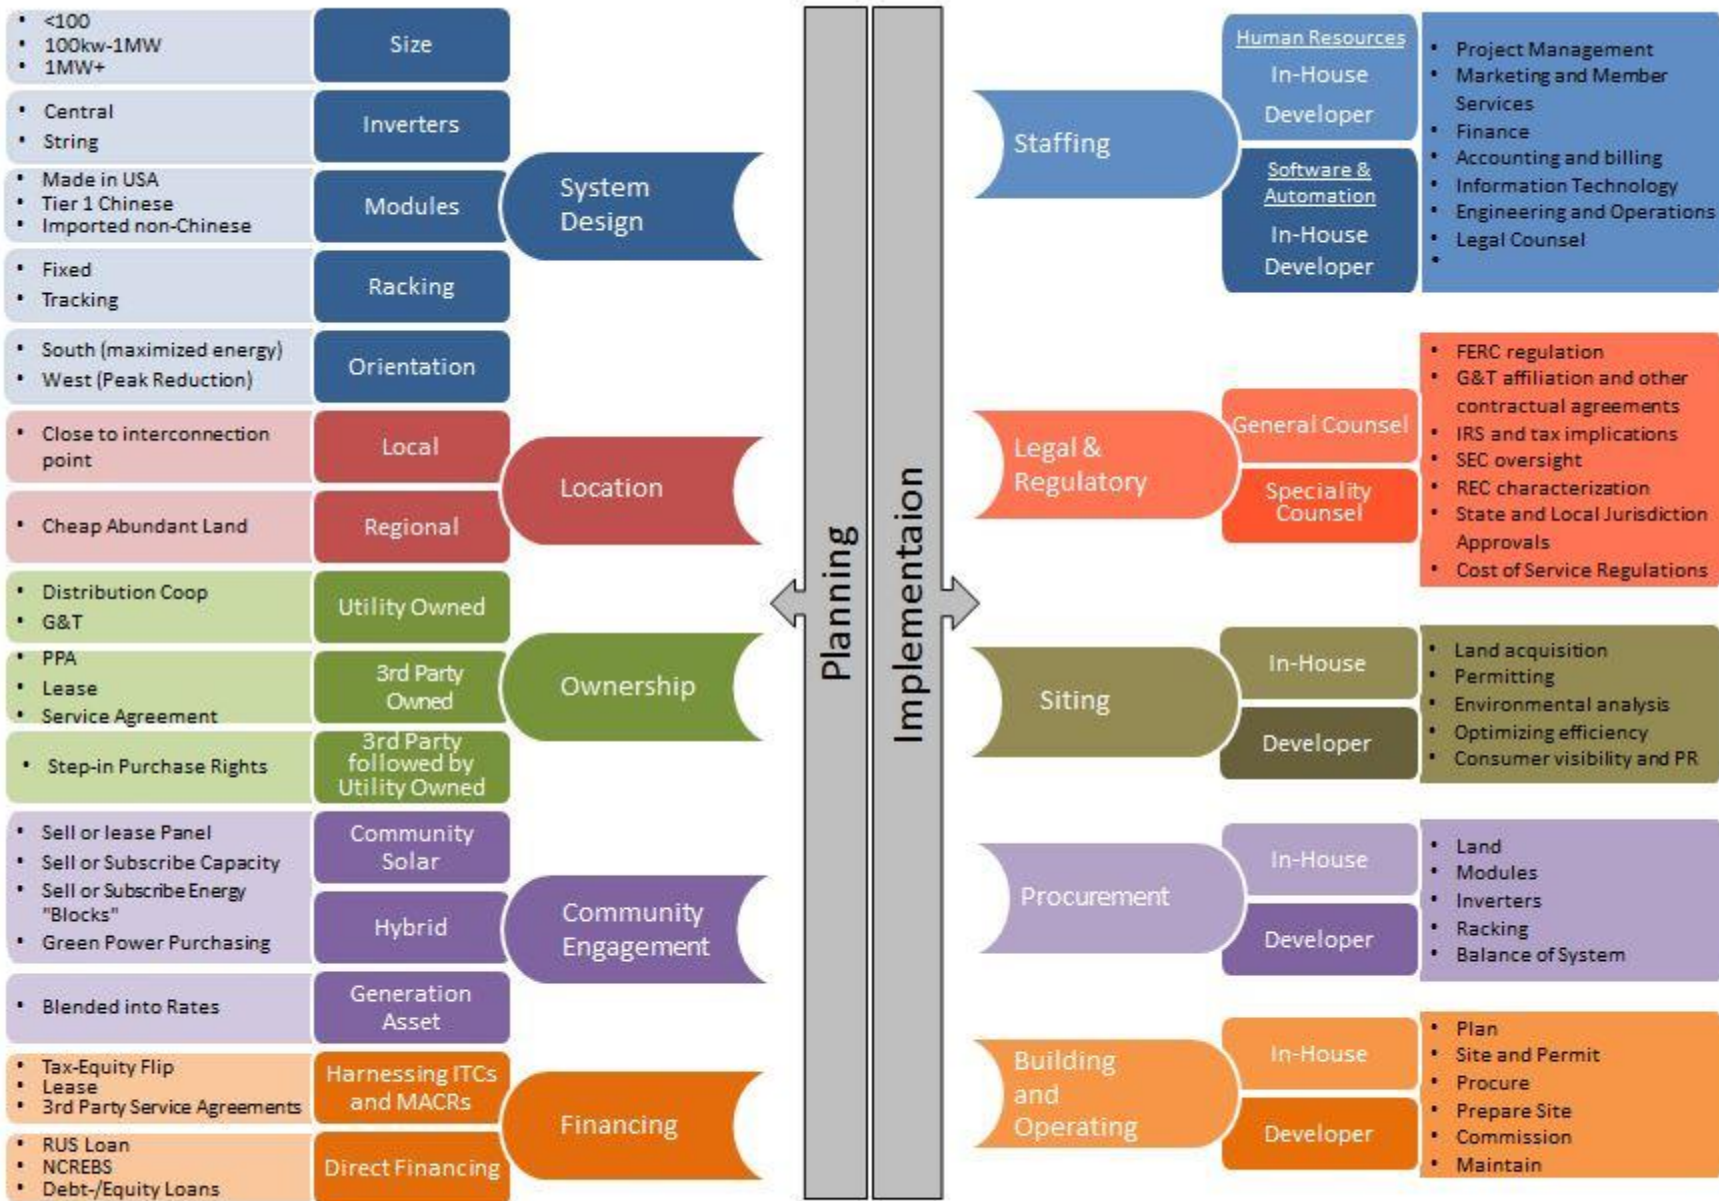 <100
100kw-1MW
1MW+
Size
Central
String
Inverters
Made in USA
Tier 1 Chinese
Imported non-Chinese
Modules
Fixed
Tracking
Racking
South (maximized energy)
West (Peak Reduction)
Orientation
System
Design
Close to interconnection
point
Local
Cheap Abundant Land
Regional
Location
Distribution Coop
G&T
Utility Owned
PPA
Lease
Service Agreement
3rd Party
Owned
Step-in Purchase Rights
3rd Party
followed by
Utility Owned
Ownership
Sell or lease Panel
Sell or Subscribe Capacity
Sell or Subscribe Energy
"Blocks"
Green Power Purchasing
Community
Solar
Hybrid
Blended into Rates
Generation
Asset
Community
Engagement
Tax-Equity Flip
Lease
3rd Party Service Agreements
Harnessing ITCs
and MACRs
RUS Loan
NCREBS
Debt-/Equity Loans
Direct Financing
Financing
Planning
Implementaion
Staffing
Human Resources
In-House
Developer
Software &
Automation
In-House
Developer
Project Management
Marketing and Member
Services
Finance
Accounting and billing
Information Technology
Engineering and Operations
Legal Counsel
Legal &
Regulatory
General Counsel
Speciality
Counsel
FERC regulation
G&T affiliation and other
contractual agreements
IRS and tax implications
SEC oversight
REC characterization
State and Local Jurisdiction
Approvals
Cost of Service Regulations
Siting
In-House
Developer
Land acquisition
Permitting
Environmental analysis
Optimizing efficiency
Consumer visibility and PR
Procurement
In-House
Developer
Land
Modules
Inverters
Racking
Balance of System
Building
and
Operating
In-House
Developer
Plan
Site and Permit
Procure
Prepare Site
Commission
Maintain